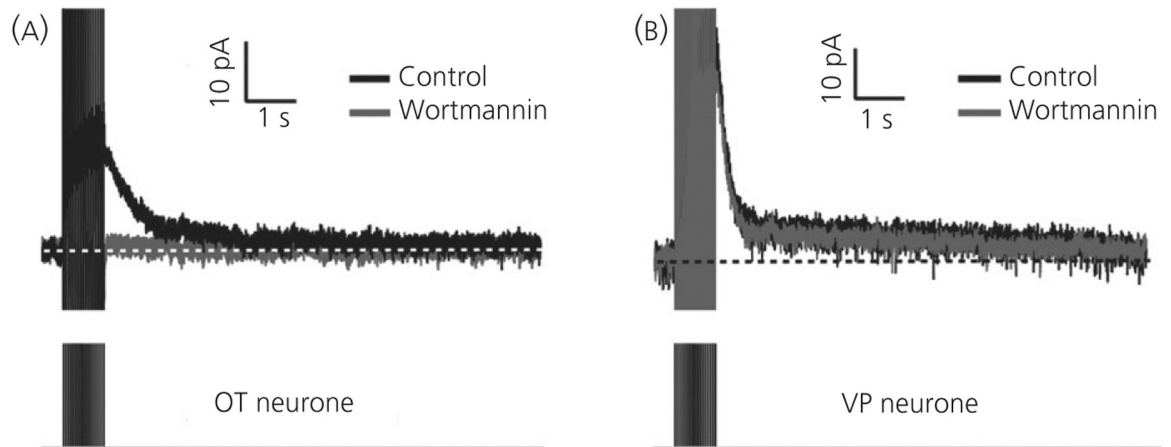 (A)
10 pA
1 s
Control
Wortmannin
OT neurone
(B)
10 pA
1 s
Control
Wortmannin
VP neurone